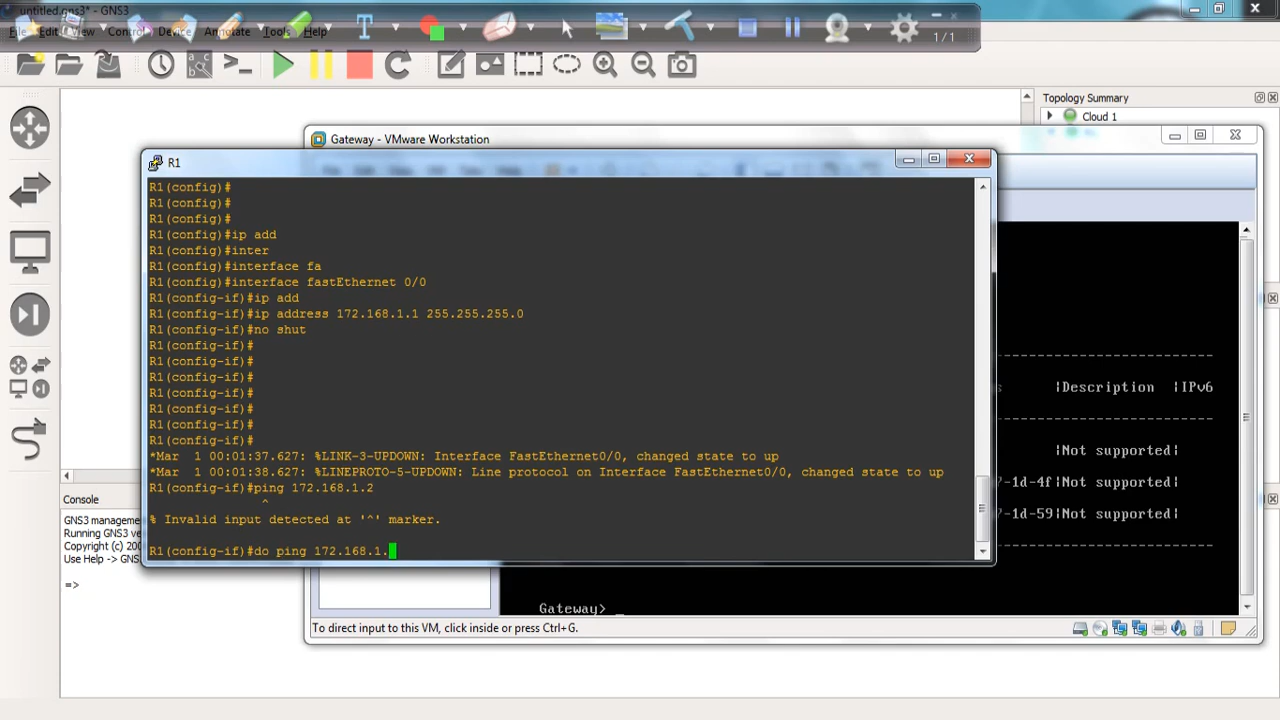 untitled.gns3* - GNS3
File Edit View Control Device Annotate Tools Help
1/1
Topology Summary
Cloud 1
Gateway - VMware Workstation
R1
R1(config)#
R1(config)#
R1(config)#
R1(config)#ip add
R1(config)#inter
R1(config)#interface fa
R1(config)#interface fastEthernet 0/0
R1(config-if)#ip add
R1(config-if)#ip address 172.168.1.1 255.255.255.0
R1(config-if)#no shut
R1(config-if)#
R1(config-if)#
R1(config-if)#
R1(config-if)#
R1(config-if)#
R1(config-if)#
R1(config-if)#
*Mar  1 00:01:37.627: %LINK-3-UPDOWN: Interface FastEthernet0/0, changed state to up
*Mar  1 00:01:38.627: %LINEPROTO-5-UPDOWN: Line protocol on Interface FastEthernet0/0, changed state to up
R1(config-if)#ping 172.168.1.2
^
% Invalid input detected at '^' marker.
R1(config-if)#do ping 172.168.1.
s |Description |IPv6
|Not supported|
7-1d-4f|Not supported|
7-1d-59|Not supported|
Gateway> _
To direct input to this VM, click inside or press Ctrl+G.
Console
GNS3 manageme
Running GNS3 ve
Copyright (c) 200
Use Help -> GNS
=>